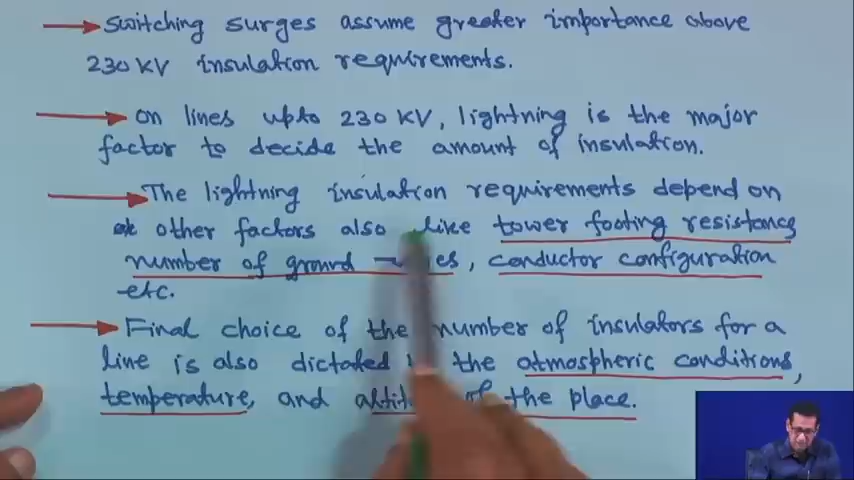 Switching surges assume greater importance above
230 KV insulation requirements.
On lines upto 230 KV, lightning is the major
factor to decide the amount of insulation.
The lightning insulation requirements depend on
other factors also like tower footing resistance
number of ground, conductor configuration
etc.
Final choice of the number of insulators for a
line is also dictated the atmospheric conditions,
temperature, and of the place.